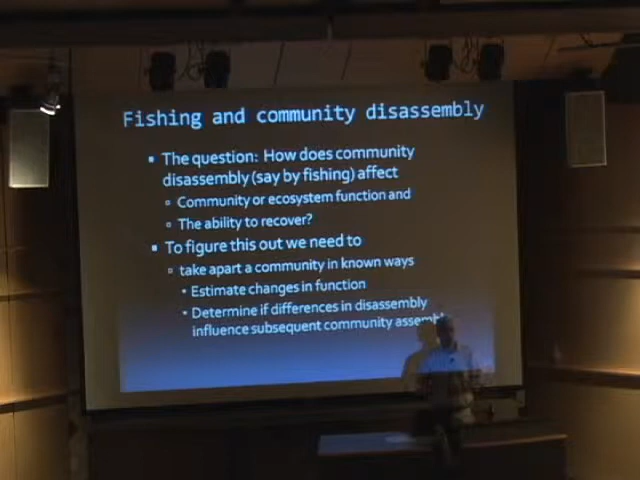 Fishing and community disassembly
The question: How does community
disassembly (say by fishing) affect
Community or ecosystem function and
The ability to recover?
To figure this out we need to
take apart a community in known ways
Estimate changes in function
Determine if differences in disassembly
influence subsequent community assembly